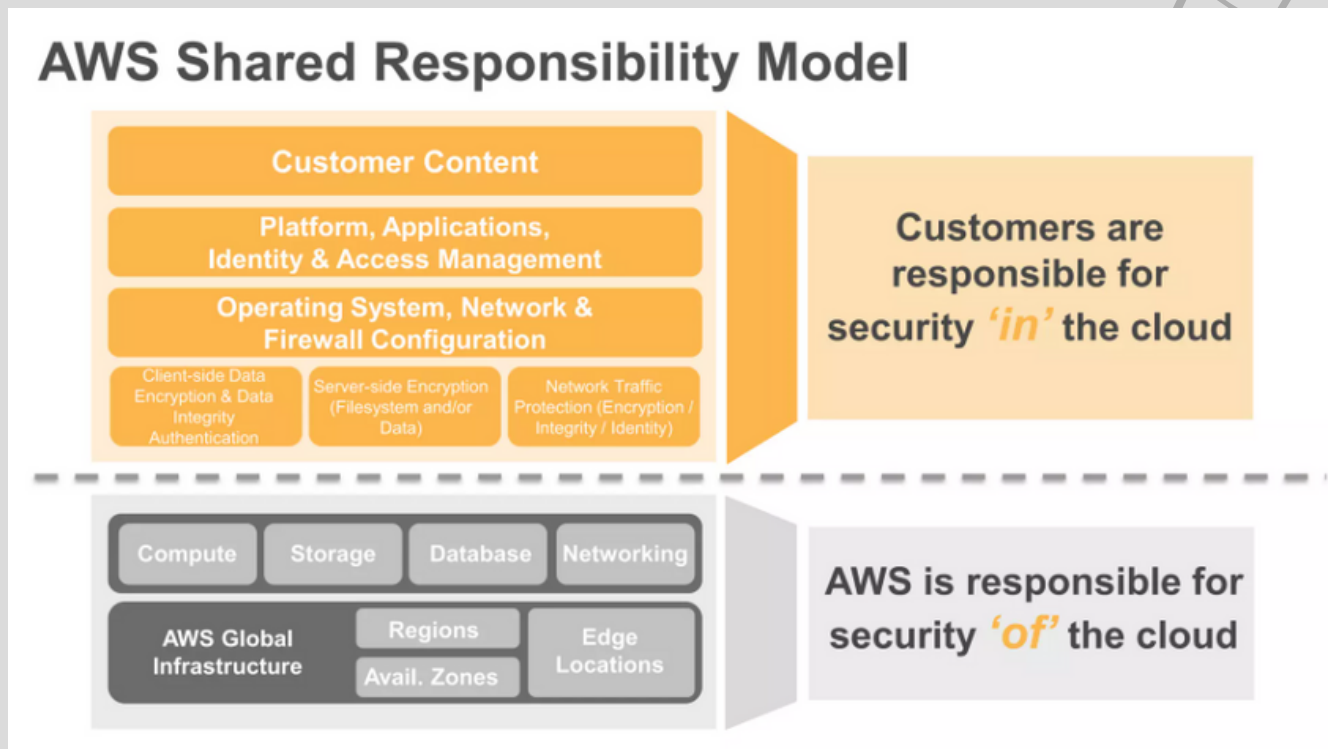 AWS Shared Responsibility Model
Customer Content
Platform, Applications,
Identity & Access Management
Operating System, Network &
Firewall Configuration
Client-side Data
Encryption & Data
Integrity
Authentication
Server-side Encryption
(Filesystem and/or
Data)
Network Traffic
Protection (Encryption /
Integrity / Identity)
Customers are
responsible for
security ‘in’ the cloud
Compute
Storage
Database
Networking
AWS Global
Infrastructure
Regions
Avail. Zones
Edge
Locations
AWS is responsible for
security ‘of’ the cloud